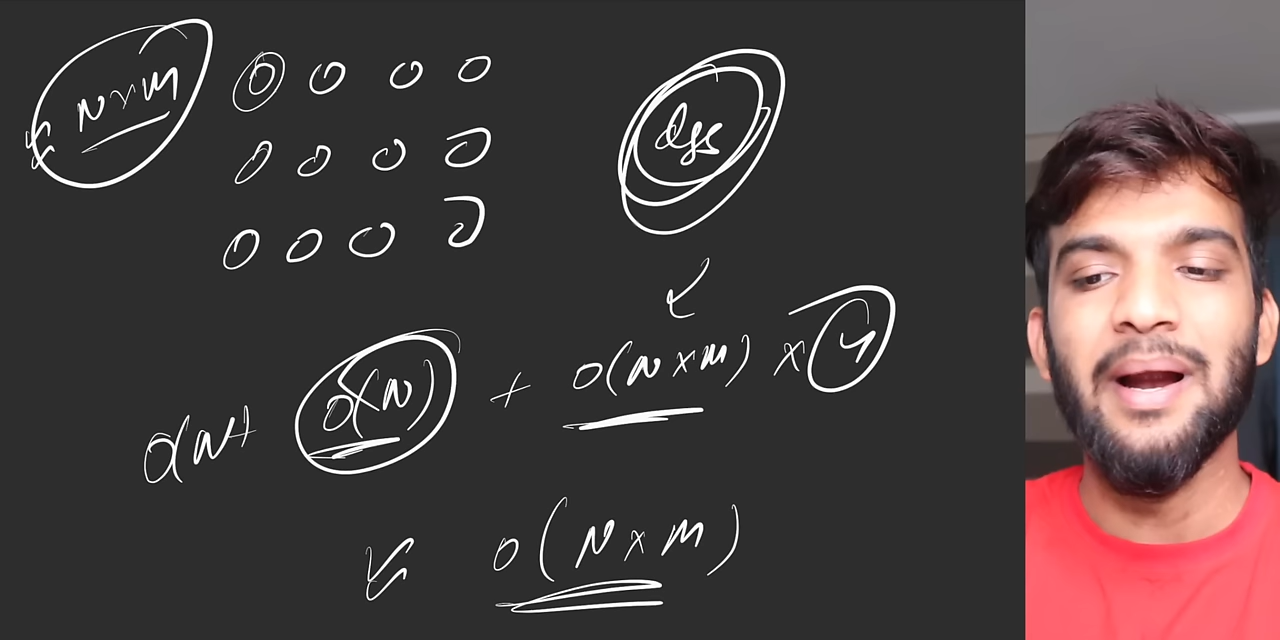 ≤ N x M O O O O
O O O O
O O O O
dfs
O(N + O(N) + O(N x M) x 4
≤ O(N x M)